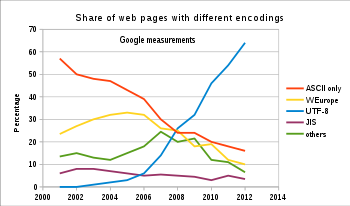 Share of web pages with different encodings
Google measurements
Percentage
70
60
50
40
30
20
10
0
2000 2002 2004 2006 2008 2010 2012 2014
ASCII only
WEurope
UTF-8
JIS
others